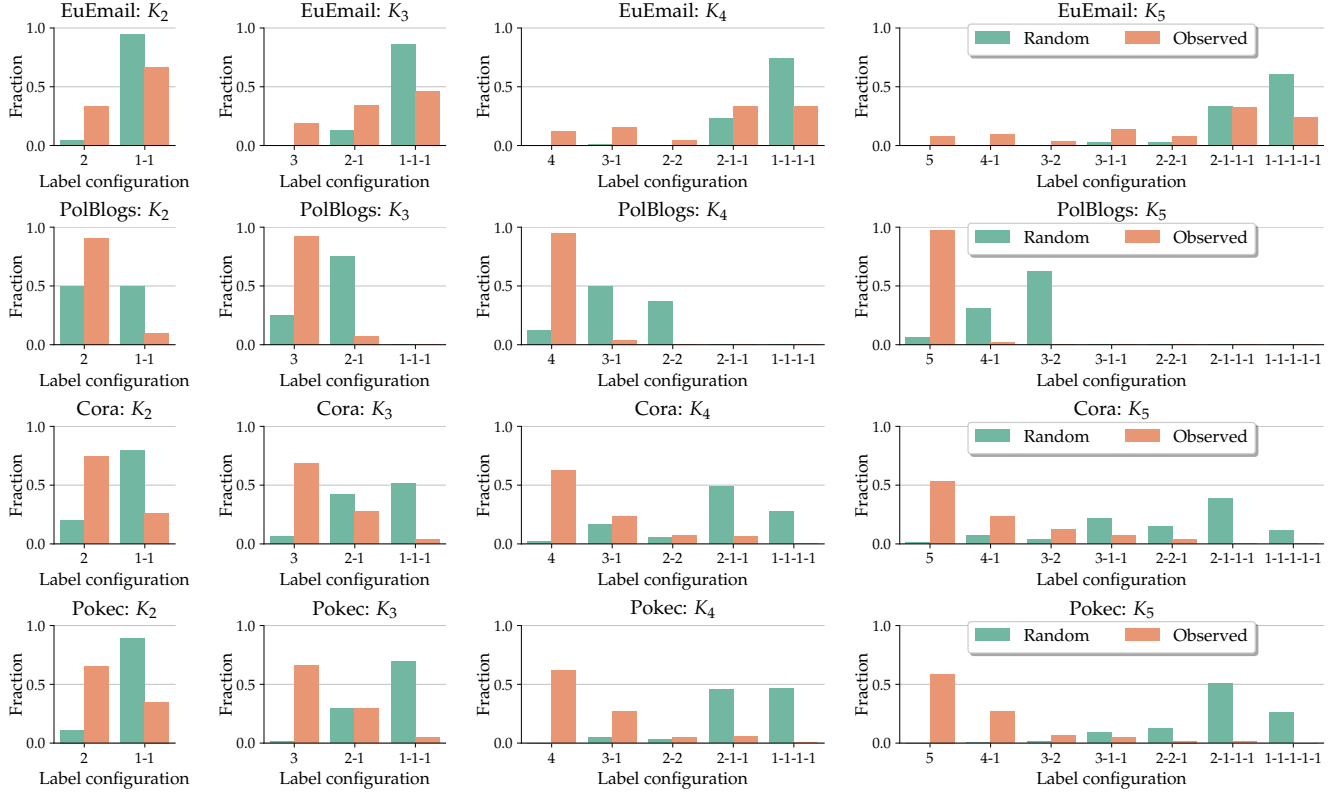 EuEmail: K2
1.0
0.5
0.0
Fraction
2 1-1
Label configuration
EuEmail: K3
3 2-1 1-1-1
Label configuration
EuEmail: K4
1.0
0.5
0.0
Fraction
4 3-1 2-2 2-1-1 1-1-1-1
Label configuration
EuEmail: K5
Random Observed
1.0
0.5
0.0
Fraction
5 4-1 3-2 3-1-1 2-2-1 2-1-1-1 1-1-1-1-1
Label configuration
PolBlogs: K2
1.0
0.5
0.0
Fraction
2 1-1
Label configuration
PolBlogs: K3
1.0
0.5
0.0
Fraction
3 2-1 1-1-1
Label configuration
PolBlogs: K4
1.0
0.5
0.0
Fraction
4 3-1 2-2 2-1-1 1-1-1-1
Label configuration
PolBlogs: K5
Random Observed
1.0
0.5
0.0
Fraction
5 4-1 3-2 3-1-1 2-2-1 2-1-1-1 1-1-1-1-1
Label configuration
Cora: K2
1.0
0.5
0.0
Fraction
2 1-1
Label configuration
Cora: K3
1.0
0.5
0.0
Fraction
3 2-1 1-1-1
Label configuration
Cora: K4
1.0
0.5
0.0
Fraction
4 3-1 2-2 2-1-1 1-1-1-1
Label configuration
Cora: K5
Random Observed
1.0
0.5
0.0
Fraction
5 4-1 3-2 3-1-1 2-2-1 2-1-1-1 1-1-1-1-1
Label configuration
Pokec: K2
1.0
0.5
0.0
Fraction
2 1-1
Label configuration
Pokec: K3
1.0
0.5
0.0
Fraction
3 2-1 1-1-1
Label configuration
Pokec: K4
1.0
0.5
0.0
Fraction
4 3-1 2-2 2-1-1 1-1-1-1
Label configuration
Pokec: K5
Random Observed
1.0
0.5
0.0
Fraction
5 4-1 3-2 3-1-1 2-2-1 2-1-1-1 1-1-1-1-1
Label configuration